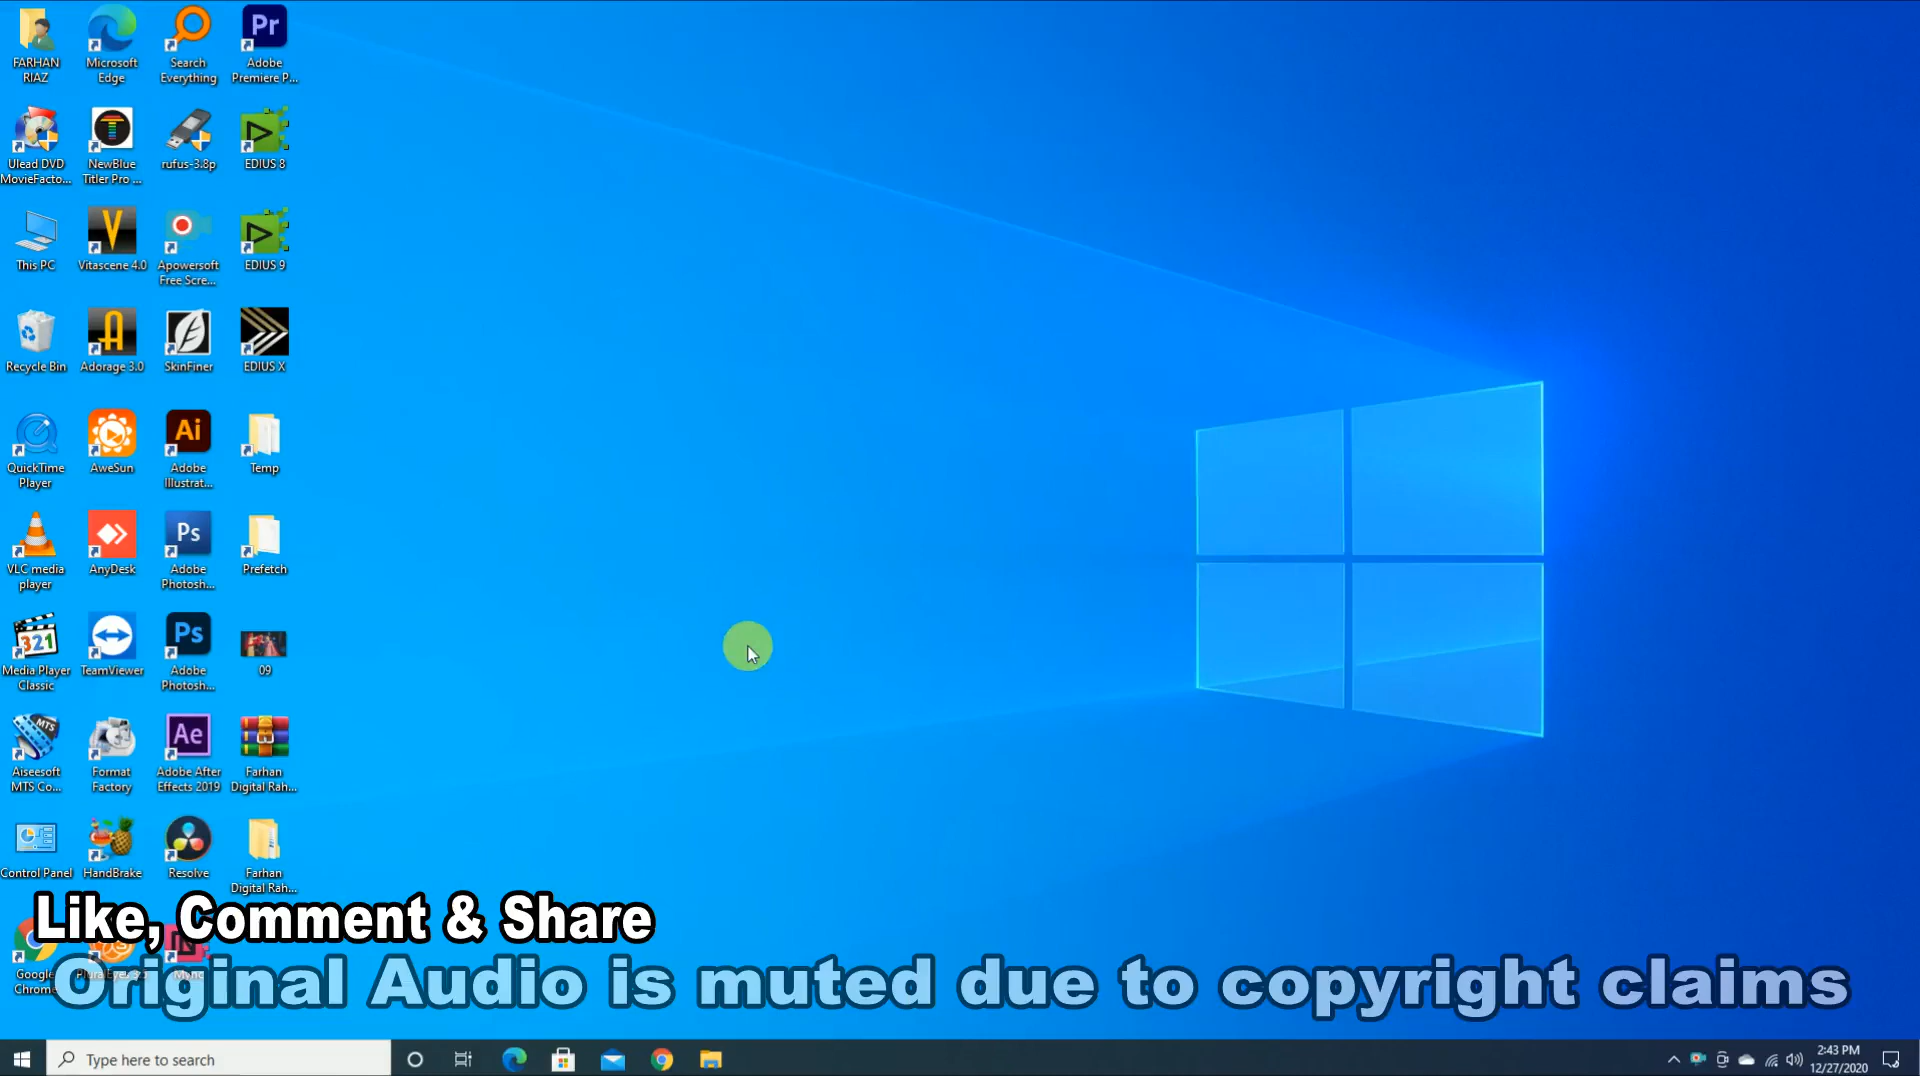 FARHAN
RIAZ
Microsoft
Edge
Search
Everything
Pr
Adobe
Premiere P...
Ulead DVD
MovieFacto...
NewBlue
Titler Pro ...
rufus-3.8p
EDIUS 8
This PC
V
Vitascene 4.0
Apowersoft
Free Scre...
EDIUS 9
Recycle Bin
A
Adorage 3.0
SkinFiner
EDIUS X
QuickTime
Player
AweSun
Ai
Adobe
Illustrat...
Temp
VLC media
player
AnyDesk
Ps
Adobe
Photosh...
Prefetch
321
Media Player
Classic
TeamViewer
Ps
Adobe
Photosh...
09
MTS
Aiseesoft
MTS Co...
Format
Factory
Ae
Adobe After
Effects 2019
Farhan
Digital Rah...
Control Panel
HandBrake
Resolve
Farhan
Digital Rah...
Like, Comment & Share
Google
Chrome
Original Audio is muted due to copyright claims
Type here to search
2:43 PM
12/27/2020